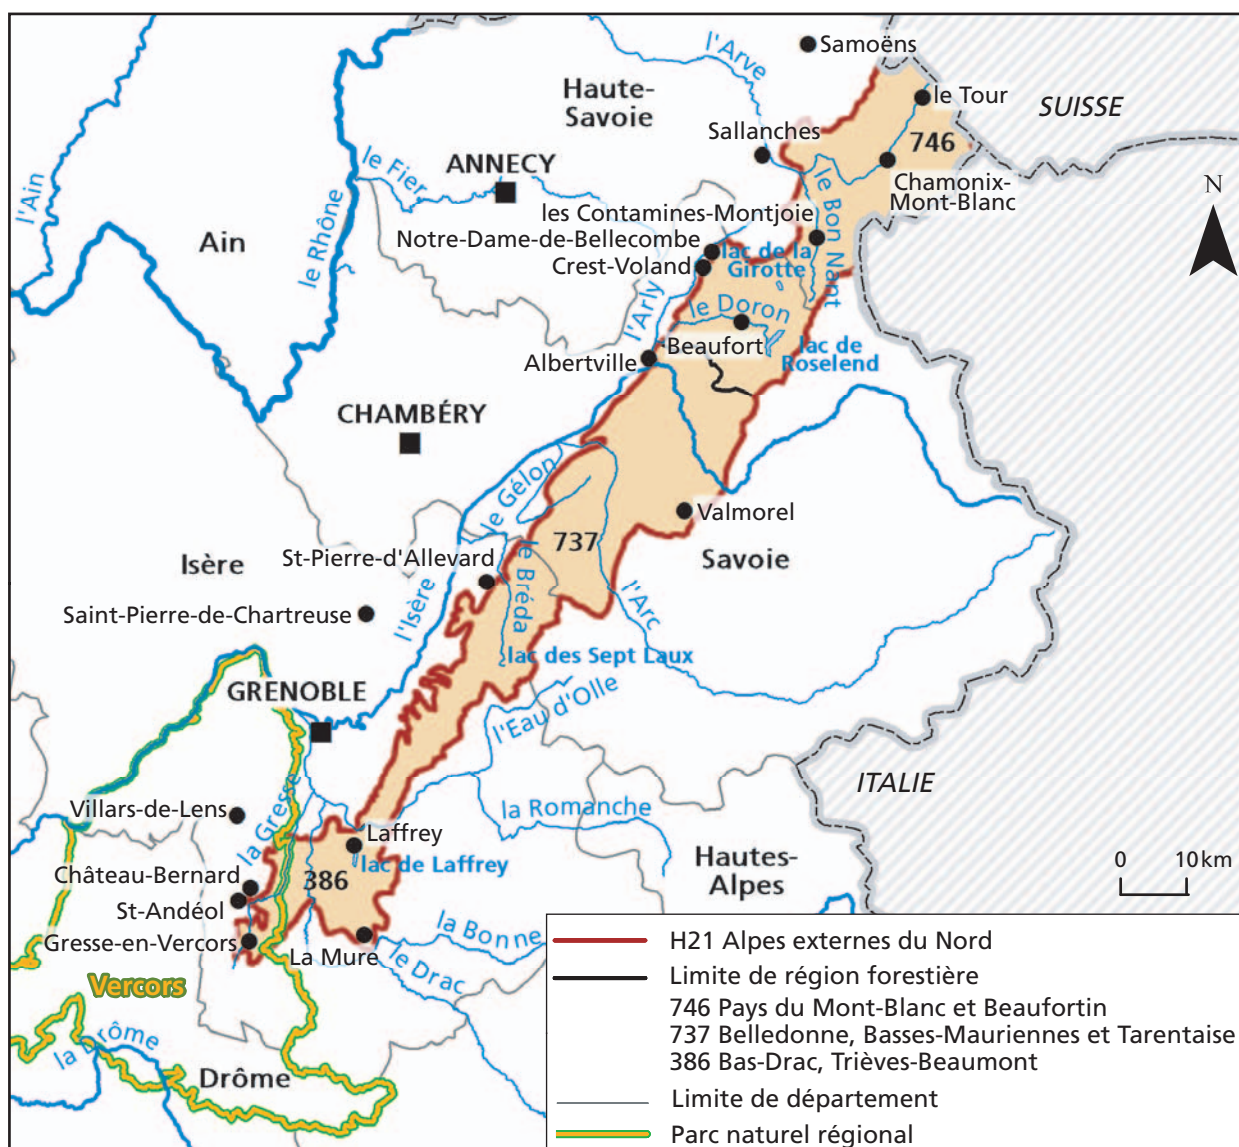 Samoëns
l'Arve
le Tour
Haute-
Savoie
SUISSE
Sallanches
746
ANNECY
le Fier
Chamonix-
Mont-Blanc
N
l'Ain
le Rhône
les Contamines-Montjoie
le Bon Nant
Ain
Notre-Dame-de-Bellecombe
lac de la
Girotte
Crest-Voland
l'Arly
le Doron
Beaufort
lac de
Roselend
Albertville
CHAMBÉRY
le Gélon
Valmorel
737
St-Pierre-d'Allevard
Savoie
Isère
le Bréda
l'Isère
l'Arc
Saint-Pierre-de-Chartreuse
lac des Sept Laux
GRENOBLE
l'Eau d'Olle
ITALIE
la Romanche
Villars-de-Lens
la Gresse
Laffrey
lac de Laffrey
Hautes-
Alpes
0 10 km
Château-Bernard
386
St-Andéol
la Bonne
Gresse-en-Vercors
La Mure
le Drac
Vercors
la Drôme
Drôme
H21 Alpes externes du Nord
Limite de région forestière
746 Pays du Mont-Blanc et Beaufortin
737 Belledonne, Basses-Mauriennes et Tarentaise
386 Bas-Drac, Trièves-Beaumont
Limite de département
Parc naturel régional